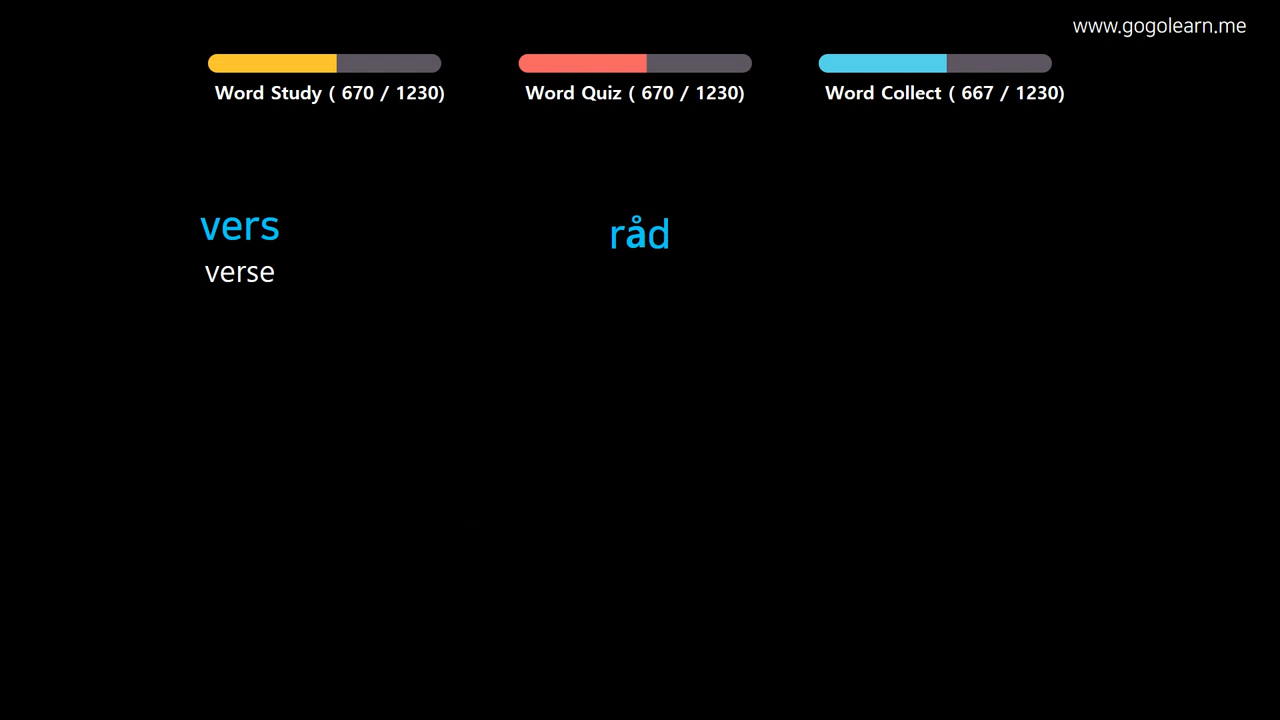 www.gogolearn.me
Word Study ( 670 / 1230)
Word Quiz ( 670 / 1230)
Word Collect ( 667 / 1230)
vers
verse
råd